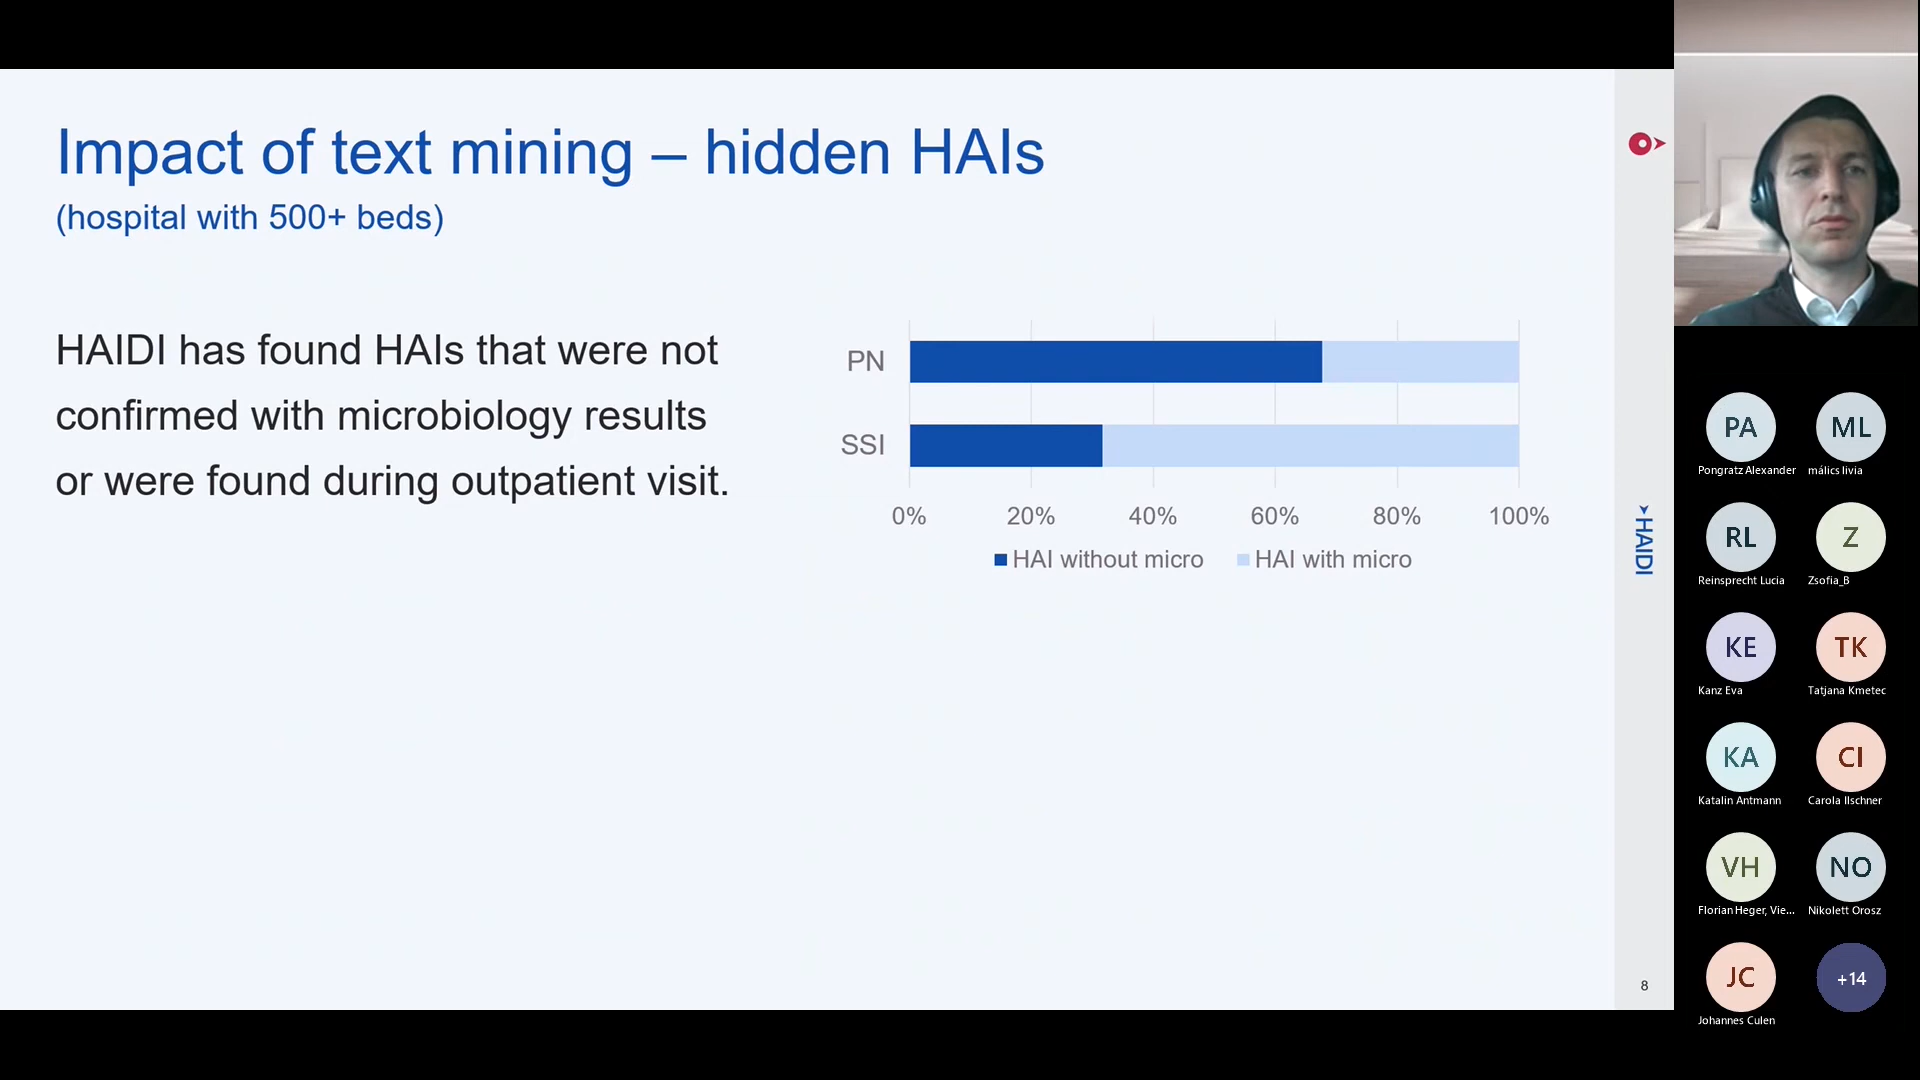 Impact of text mining – hidden HAIs
(hospital with 500+ beds)
HAIDI has found HAIs that were not
confirmed with microbiology results
or were found during outpatient visit.
PN
SSI
0% 20% 40% 60% 80% 100%
HAI without micro HAI with micro
HAIDI
8
PA ML
Pongratz Alexander málics lívia
RL Z
Reinsprecht Lucia Zsofia_B
KE TK
Kanz Eva Tatjana Kmetec
KA CI
Katalin Antmann Carola Ilschner
VH NO
Florian Heger, Vie... Nikolett Orosz
JC +14
Johannes Culen